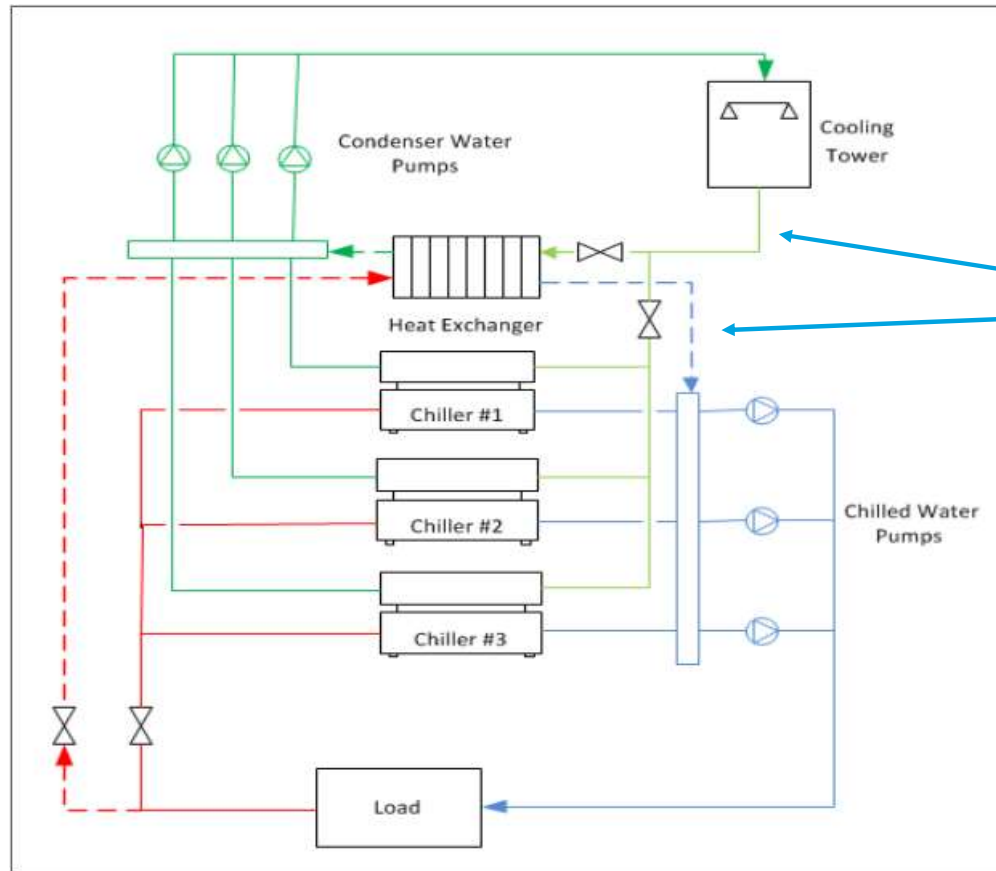 Condenser Water
Pumps
Cooling
Tower
Heat Exchanger
Chiller #1
Chiller #2
Chilled Water
Pumps
Chiller #3
Load